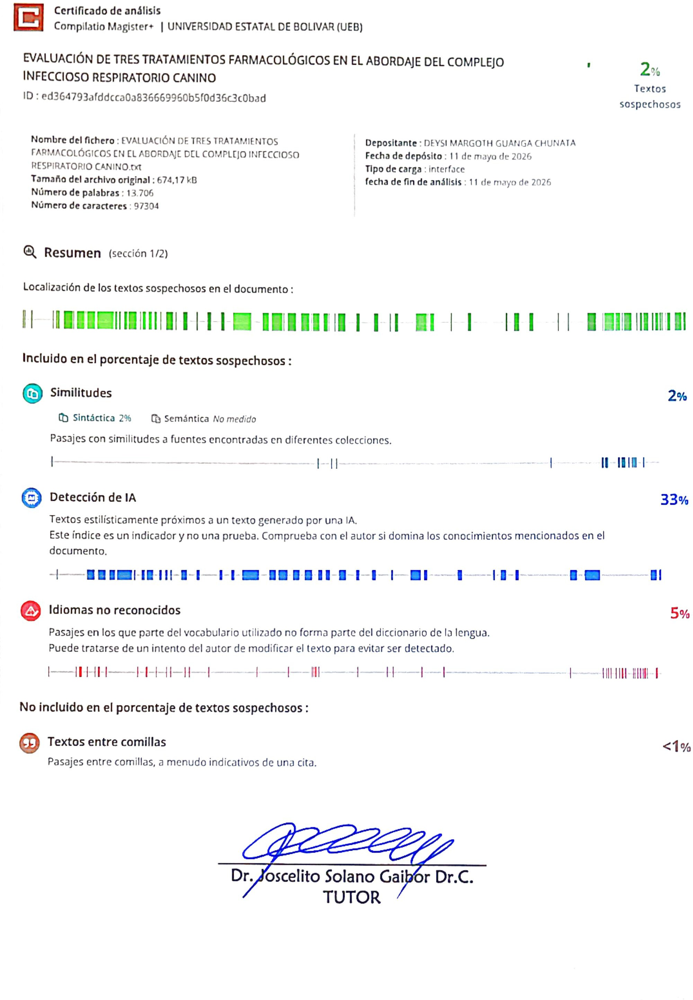 Certificado de análisis
Compilatio Magister+ | UNIVERSIDAD ESTATAL DE BOLIVAR (UEB)
EVALUACIÓN DE TRES TRATAMIENTOS FARMACOLÓGICOS EN EL ABORDAJE DEL COMPLEJO
INFECCIOSO RESPIRATORIO CANINO
ID : ed364793afddcca0a836669960b5f0d36c3c0bad
2%
Textos
sospechosos
Nombre del fichero : EVALUACIÓN DE TRES TRATAMIENTOS
FARMACOLÓGICOS EN EL ABORDAJE DEL COMPLEJO INFECCIOSO
RESPIRATORIO CANINO.txt
Tamaño del archivo original : 674,17 kB
Número de palabras : 13.706
Número de caracteres : 97304
Depositante : DEYSI MARGOTH GUANGA CHUNATA
Fecha de depósito : 11 de mayo de 2026
Tipo de carga : interface
fecha de fin de análisis : 11 de mayo de 2026
Resumen (sección 1/2)
Localización de los textos sospechosos en el documento :
Incluido en el porcentaje de textos sospechosos :
Similitudes
2%
Sintáctica 2% Semántica No medido
Pasajes con similitudes a fuentes encontradas en diferentes colecciones.
Detección de IA
33%
Textos estilísticamente próximos a un texto generado por una IA.
Este índice es un indicador y no una prueba. Comprueba con el autor si domina los conocimientos mencionados en el
documento.
Idiomas no reconocidos
5%
Pasajes en los que parte del vocabulario utilizado no forma parte del diccionario de la lengua.
Puede tratarse de un intento del autor de modificar el texto para evitar ser detectado.
No incluido en el porcentaje de textos sospechosos :
Textos entre comillas
<1%
Pasajes entre comillas, a menudo indicativos de una cita.
Dr. Joscelito Solano Gaibor Dr.C.
TUTOR